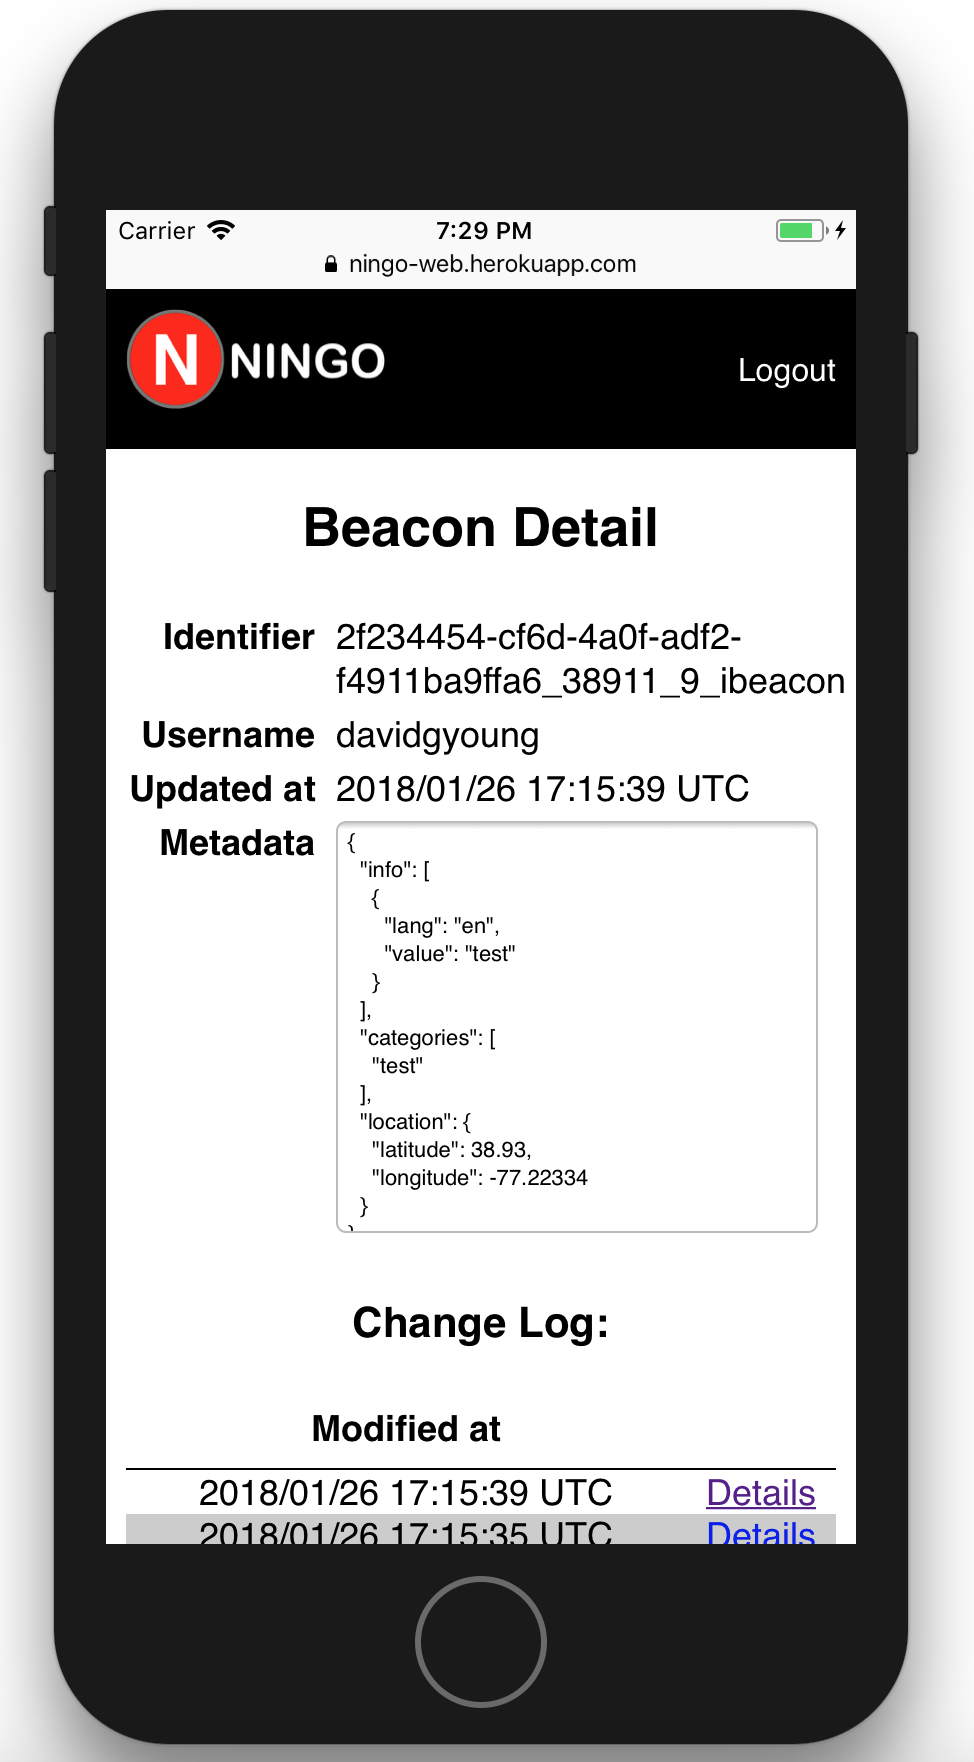 Carrier 7:29 PM
ningo-web.herokuapp.com
N NINGO
Logout
Beacon Detail
Identifier 2f234454-cf6d-4a0f-adf2-
f4911ba9ffa6_38911_9_ibeacon
Username davidgyoung
Updated at 2018/01/26 17:15:39 UTC
Metadata {
"info": [
{
"lang": "en",
"value": "test"
}
],
"categories": [
"test"
],
"location": {
"latitude": 38.93,
"longitude": -77.22334
}
}
Change Log:
Modified at
2018/01/26 17:15:39 UTC Details
2018/01/26 17:15:35 UTC Details